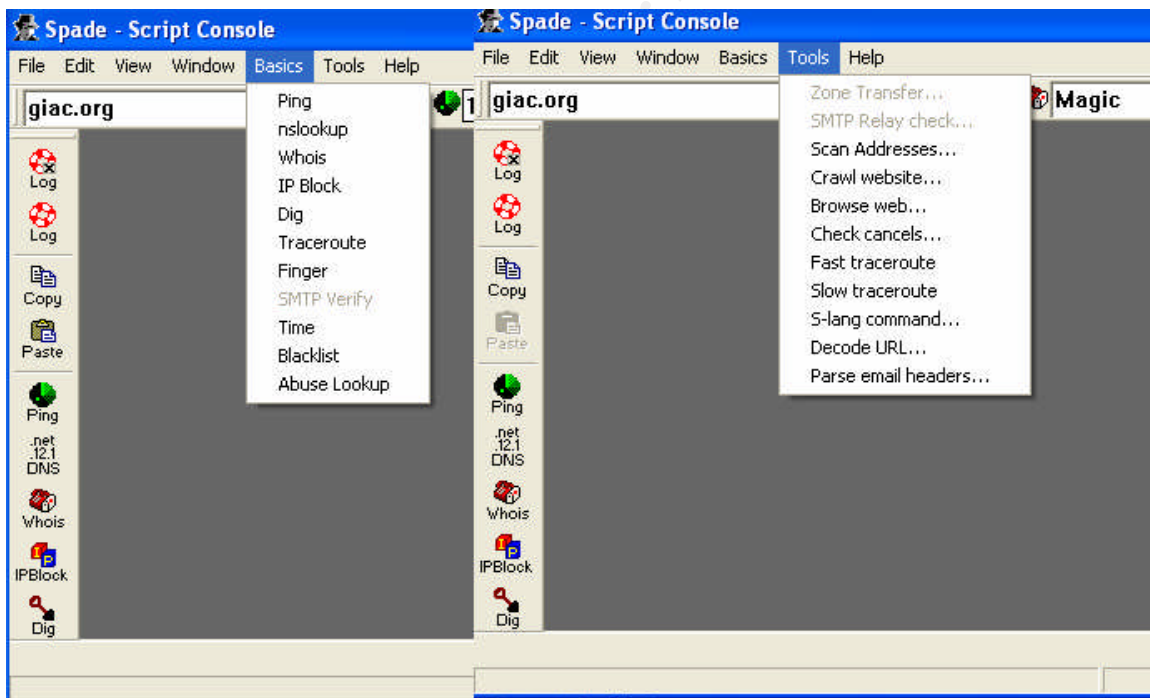 Spade - Script Console
File Edit View Window Basics Tools Help
giac.org
Ping
nslookup
Whois
IP Block
Dig
Traceroute
Finger
SMTP Verify
Time
Blacklist
Abuse Lookup
Log
Log
Copy
Paste
Ping
.net
.12.1
DNS
Whois
IPBlock
Dig
Spade - Script Console
File Edit View Window Basics Tools Help
giac.org
Magic
Zone Transfer...
SMTP Relay check...
Scan Addresses...
Crawl website...
Browse web...
Check cancels...
Fast traceroute
Slow traceroute
S-lang command...
Decode URL...
Parse email headers...
Log
Log
Copy
Paste
Ping
.net
.12.1
DNS
Whois
IPBlock
Dig